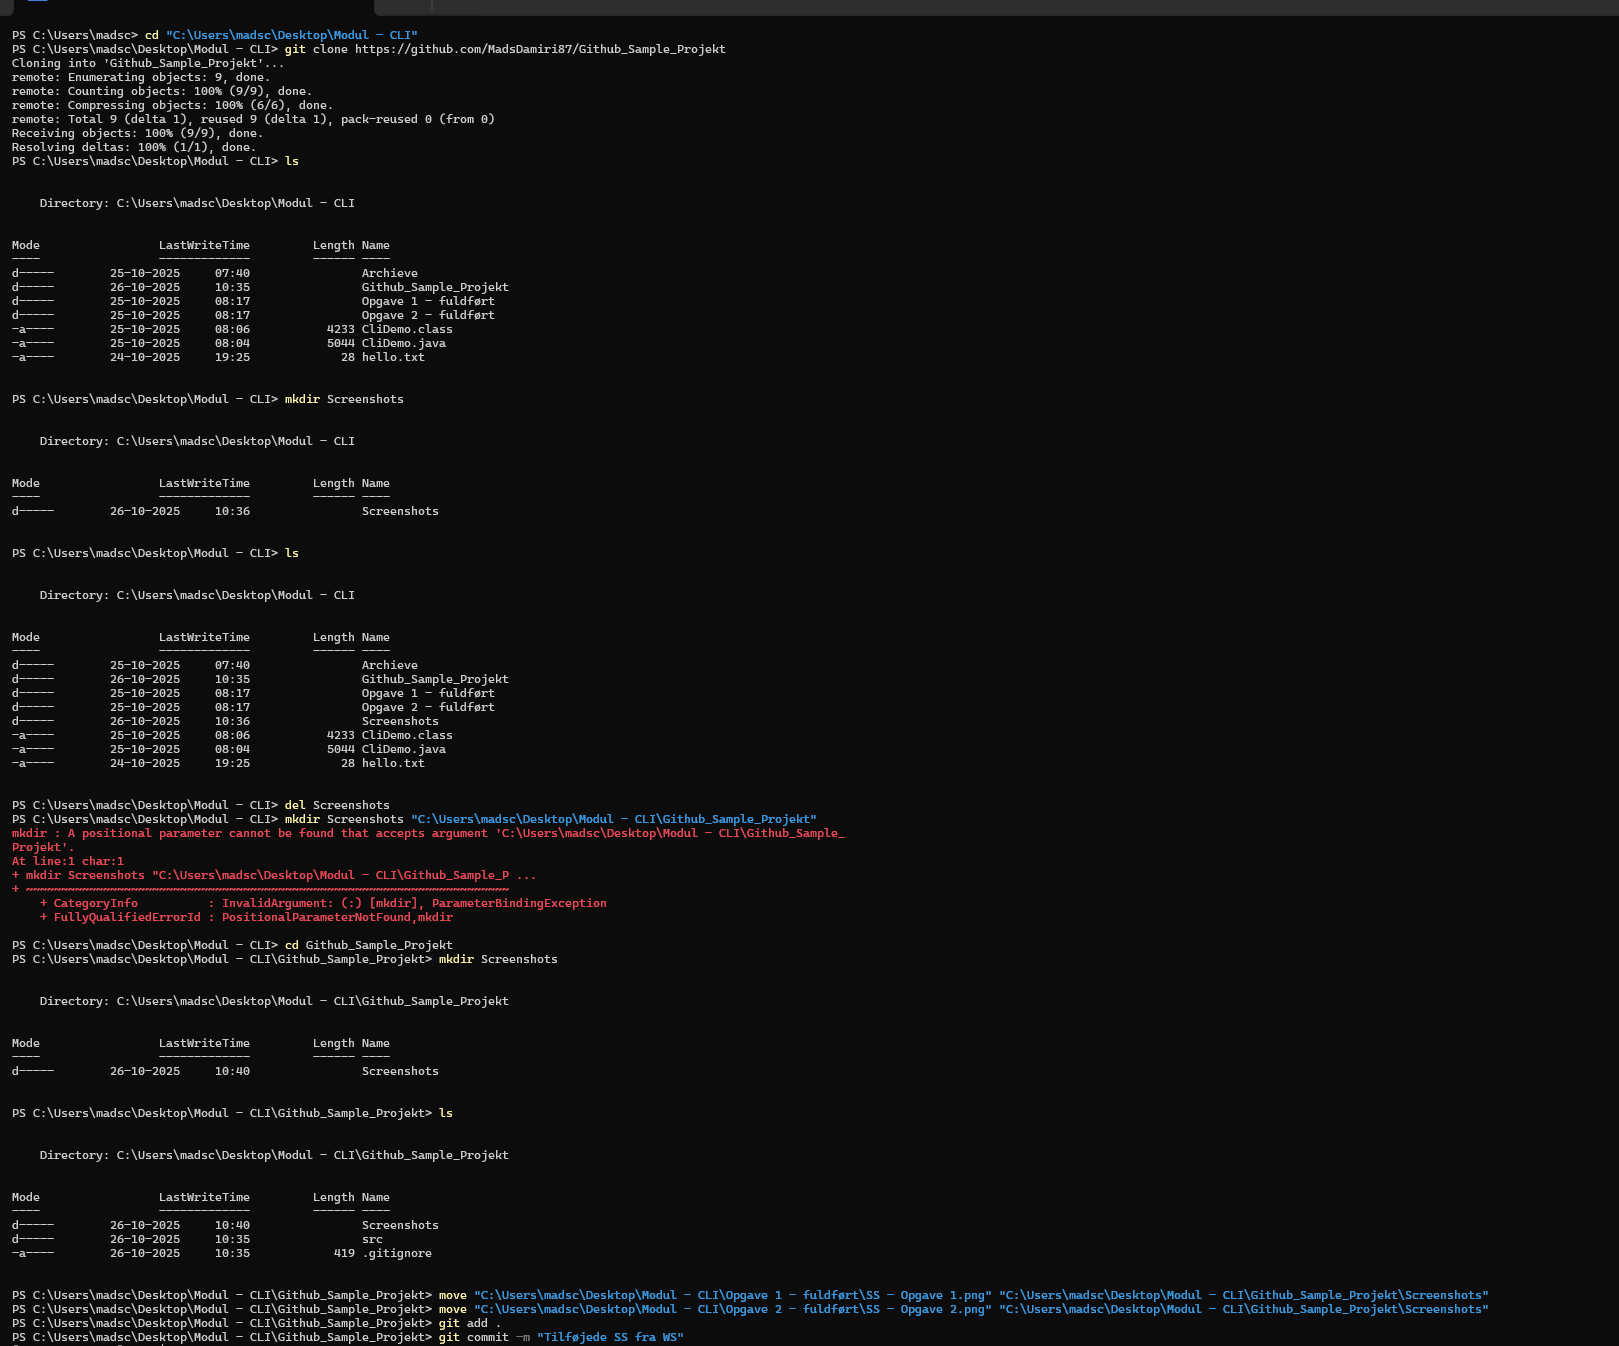 PS C:\Users\madsc> cd "C:\Users\madsc\Desktop\Modul - CLI"
PS C:\Users\madsc\Desktop\Modul - CLI> git clone https://github.com/MadsDamiri87/Github_Sample_Projekt
Cloning into 'Github_Sample_Projekt'...
remote: Enumerating objects: 9, done.
remote: Counting objects: 100% (9/9), done.
remote: Compressing objects: 100% (6/6), done.
remote: Total 9 (delta 1), reused 9 (delta 1), pack-reused 0 (from 0)
Receiving objects: 100% (9/9), done.
Resolving deltas: 100% (1/1), done.
PS C:\Users\madsc\Desktop\Modul - CLI> ls
    Directory: C:\Users\madsc\Desktop\Modul - CLI
Mode                 LastWriteTime         Length Name
----                 -------------         ------ ----
d-----        25-10-2025     07:40                Archieve
d-----        26-10-2025     10:35                Github_Sample_Projekt
d-----        25-10-2025     08:17                Opgave 1 - fuldført
d-----        25-10-2025     08:17                Opgave 2 - fuldført
-a----        25-10-2025     08:06           4233 CliDemo.class
-a----        25-10-2025     08:04           5044 CliDemo.java
-a----        24-10-2025     19:25             28 hello.txt
PS C:\Users\madsc\Desktop\Modul - CLI> mkdir Screenshots
    Directory: C:\Users\madsc\Desktop\Modul - CLI
Mode                 LastWriteTime         Length Name
----                 -------------         ------ ----
d-----        26-10-2025     10:36                Screenshots
PS C:\Users\madsc\Desktop\Modul - CLI> ls
    Directory: C:\Users\madsc\Desktop\Modul - CLI
Mode                 LastWriteTime         Length Name
----                 -------------         ------ ----
d-----        25-10-2025     07:40                Archieve
d-----        26-10-2025     10:35                Github_Sample_Projekt
d-----        25-10-2025     08:17                Opgave 1 - fuldført
d-----        25-10-2025     08:17                Opgave 2 - fuldført
d-----        26-10-2025     10:36                Screenshots
-a----        25-10-2025     08:06           4233 CliDemo.class
-a----        25-10-2025     08:04           5044 CliDemo.java
-a----        24-10-2025     19:25             28 hello.txt
PS C:\Users\madsc\Desktop\Modul - CLI> del Screenshots
PS C:\Users\madsc\Desktop\Modul - CLI> mkdir Screenshots "C:\Users\madsc\Desktop\Modul - CLI\Github_Sample_Projekt"
mkdir : A positional parameter cannot be found that accepts argument 'C:\Users\madsc\Desktop\Modul - CLI\Github_Sample_
Projekt'.
At line:1 char:1
+ mkdir Screenshots "C:\Users\madsc\Desktop\Modul - CLI\Github_Sample_P ...
+ ~~~~~~~~~~~~~~~~~~~~~~~~~~~~~~~~~~~~~~~~~~~~~~~~~~~~~~~~~~~~~~~~~~~~~
    + CategoryInfo          : InvalidArgument: (:) [mkdir], ParameterBindingException
    + FullyQualifiedErrorId : PositionalParameterNotFound,mkdir
PS C:\Users\madsc\Desktop\Modul - CLI> cd Github_Sample_Projekt
PS C:\Users\madsc\Desktop\Modul - CLI\Github_Sample_Projekt> mkdir Screenshots
    Directory: C:\Users\madsc\Desktop\Modul - CLI\Github_Sample_Projekt
Mode                 LastWriteTime         Length Name
----                 -------------         ------ ----
d-----        26-10-2025     10:40                Screenshots
PS C:\Users\madsc\Desktop\Modul - CLI\Github_Sample_Projekt> ls
    Directory: C:\Users\madsc\Desktop\Modul - CLI\Github_Sample_Projekt
Mode                 LastWriteTime         Length Name
----                 -------------         ------ ----
d-----        26-10-2025     10:40                Screenshots
d-----        26-10-2025     10:35                src
-a----        26-10-2025     10:35            419 .gitignore
PS C:\Users\madsc\Desktop\Modul - CLI\Github_Sample_Projekt> move "C:\Users\madsc\Desktop\Modul - CLI\Opgave 1 - fuldført\SS - Opgave 1.png" "C:\Users\madsc\Desktop\Modul - CLI\Github_Sample_Projekt\Screenshots"
PS C:\Users\madsc\Desktop\Modul - CLI\Github_Sample_Projekt> move "C:\Users\madsc\Desktop\Modul - CLI\Opgave 2 - fuldført\SS - Opgave 2.png" "C:\Users\madsc\Desktop\Modul - CLI\Github_Sample_Projekt\Screenshots"
PS C:\Users\madsc\Desktop\Modul - CLI\Github_Sample_Projekt> git add .
PS C:\Users\madsc\Desktop\Modul - CLI\Github_Sample_Projekt> git commit -m "Tilføjede SS fra WS"